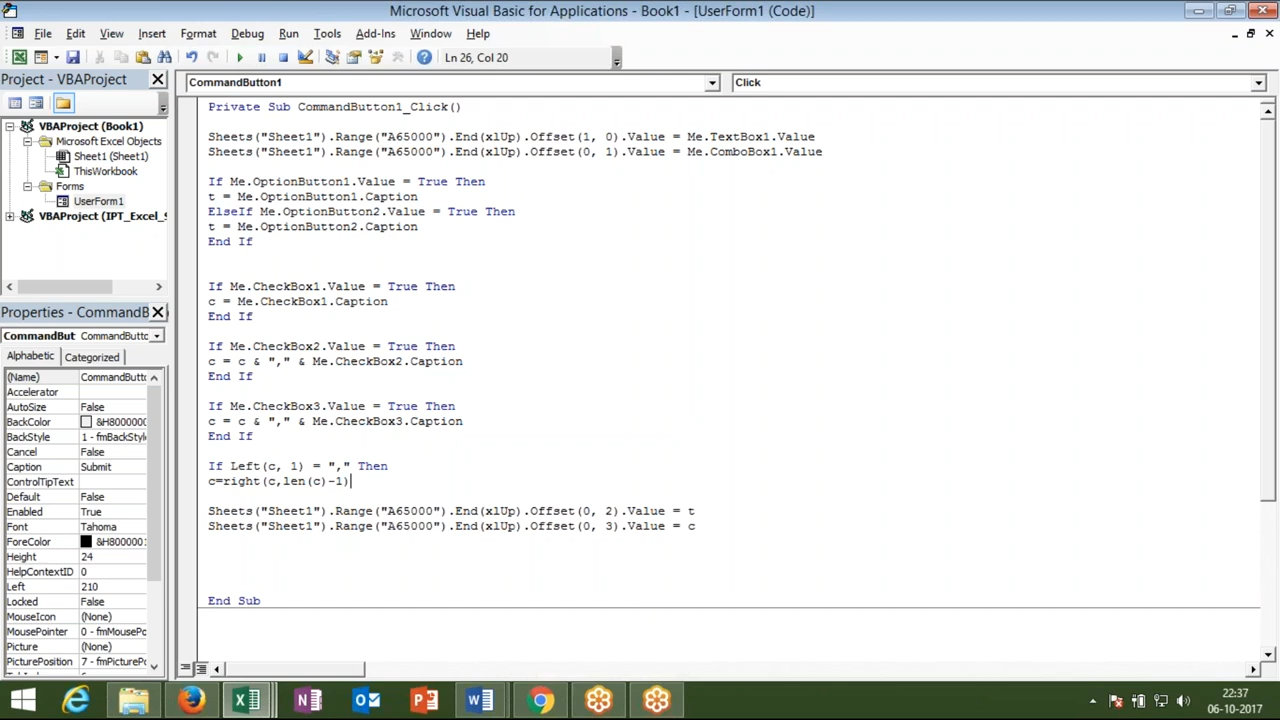 Microsoft Visual Basic for Applications - Book1 - [UserForm1 (Code)]
File Edit View Insert Format Debug Run Tools Add-Ins Window Help
Ln 26, Col 20
Project - VBAProject
CommandButton1 Click
VBAProject (Book1)
Microsoft Excel Objects
Sheet1 (Sheet1)
ThisWorkbook
Forms
UserForm1
VBAProject (IPT_Excel_S
Private Sub CommandButton1_Click()
Sheets("Sheet1").Range("A65000").End(xlUp).Offset(1, 0).Value = Me.TextBox1.Value
Sheets("Sheet1").Range("A65000").End(xlUp).Offset(0, 1).Value = Me.ComboBox1.Value
If Me.OptionButton1.Value = True Then
t = Me.OptionButton1.Caption
ElseIf Me.OptionButton2.Value = True Then
t = Me.OptionButton2.Caption
End If
If Me.CheckBox1.Value = True Then
c = Me.CheckBox1.Caption
End If
If Me.CheckBox2.Value = True Then
c = c & "," & Me.CheckBox2.Caption
End If
If Me.CheckBox3.Value = True Then
c = c & "," & Me.CheckBox3.Caption
End If
If Left(c, 1) = "," Then
c=right(c,len(c)-1)
Sheets("Sheet1").Range("A65000").End(xlUp).Offset(0, 2).Value = t
Sheets("Sheet1").Range("A65000").End(xlUp).Offset(0, 3).Value = c
End Sub
Properties - CommandB
CommandBut CommandButto
Alphabetic Categorized
(Name) CommandButto
Accelerator
AutoSize False
BackColor &H8000000
BackStyle 1 - fmBackStyl
Cancel False
Caption Submit
ControlTipText
Default False
Enabled True
Font Tahoma
ForeColor &H8000001
Height 24
HelpContextID 0
Left 210
Locked False
MouseIcon (None)
MousePointer 0 - fmMousePo
Picture (None)
PicturePosition 7 - fmPicturePo
22:37
06-10-2017